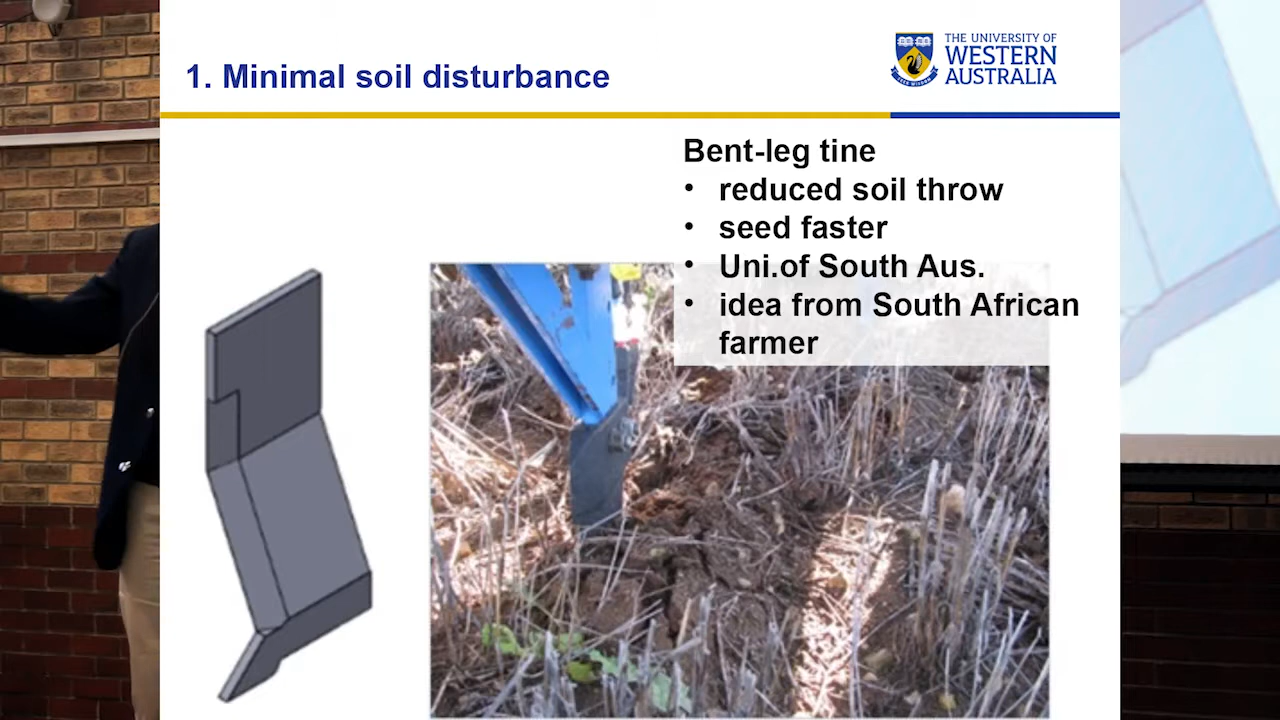 1. Minimal soil disturbance
THE UNIVERSITY OF
WESTERN
AUSTRALIA
Bent-leg tine
• reduced soil throw
• seed faster
• Uni.of South Aus.
• idea from South African
farmer